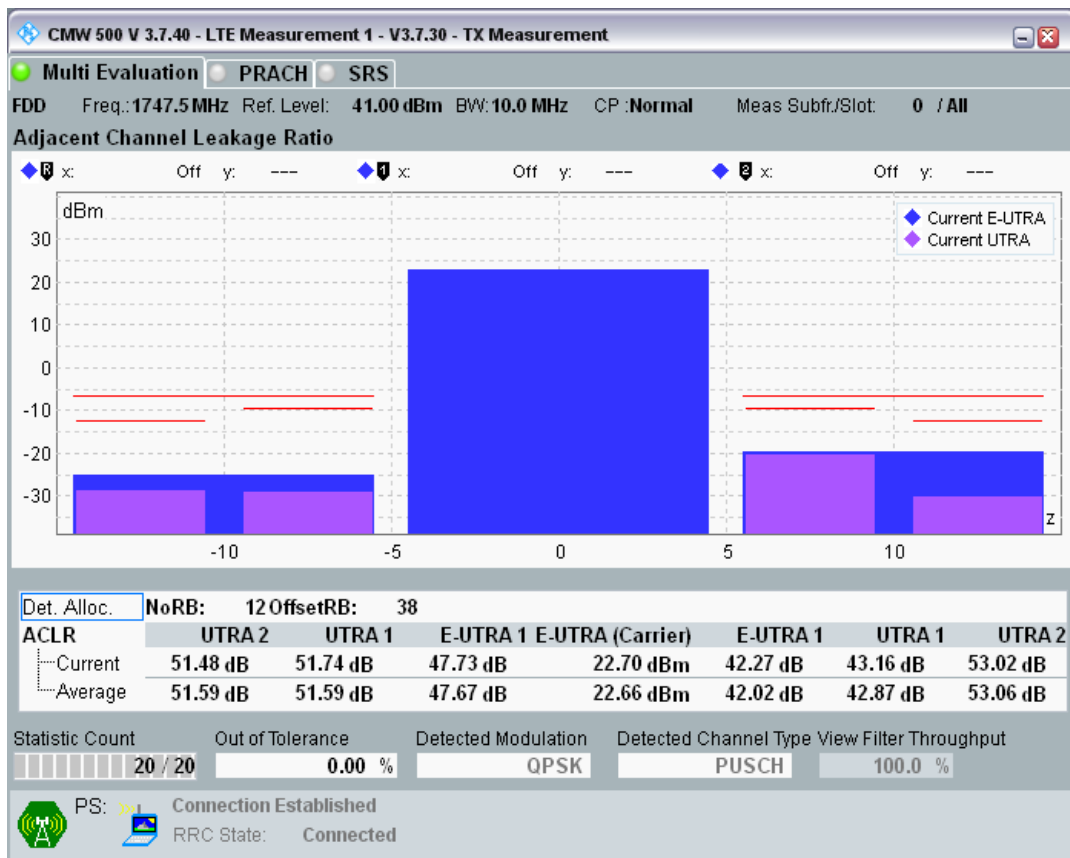 CMW 500 V 3.7.40 - LTE Measurement 1 - V3.7.30 - TX Measurement
Multi Evaluation PRACH SRS
FDD Freq.: 1747.5 MHz Ref. Level: 41.00 dBm BW: 10.0 MHz CP :Normal Meas Subfr./Slot: 0 / All
Adjacent Channel Leakage Ratio
R x: Off y: --- 1 x: Off y: --- 2 x: Off y: ---
dBm
Current E-UTRA
Current UTRA
30
20
10
0
-10
-20
-30
z
-10 -5 0 5 10
Det. Alloc. NoRB: 12 OffsetRB: 38
ACLR UTRA 2 UTRA 1 E-UTRA 1 E-UTRA (Carrier) E-UTRA 1 UTRA 1 UTRA 2
Current 51.48 dB 51.74 dB 47.73 dB 22.70 dBm 42.27 dB 43.16 dB 53.02 dB
Average 51.59 dB 51.59 dB 47.67 dB 22.66 dBm 42.02 dB 42.87 dB 53.06 dB
Statistic Count Out of Tolerance Detected Modulation Detected Channel Type View Filter Throughput
20 / 20 0.00 % QPSK PUSCH 100.0 %
PS: Connection Established
RRC State: Connected